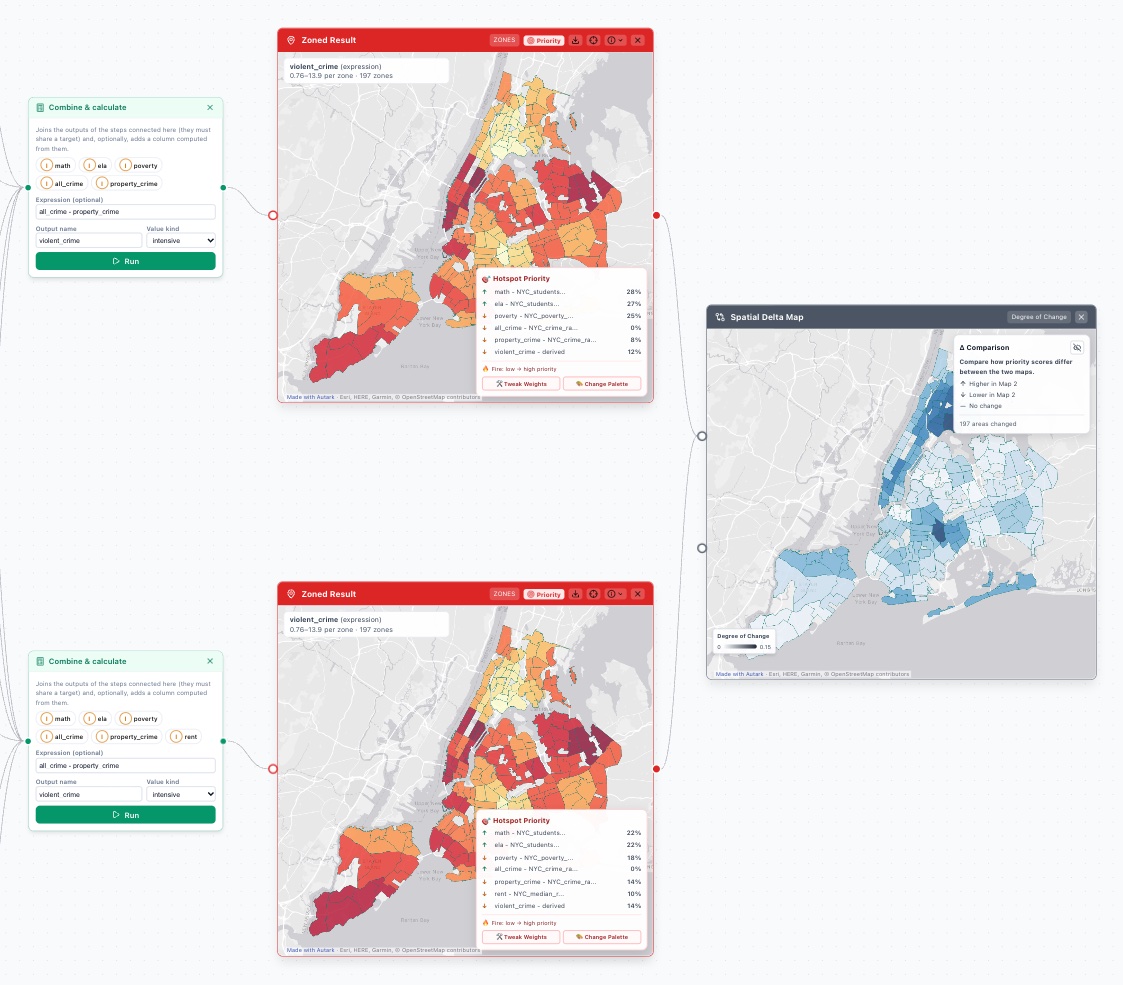 Combine & calculate
Joins the outputs of the steps connected here (they must
share a target) and, optionally, adds a column computed
from them.
math
ela
poverty
all_crime
property_crime
Expression (optional)
all_crime - property_crime
Output name
Value kind
violent_crime
intensive
Run
Zoned Result
ZONES
Priority
violent_crime (expression)
0.76–13.9 per zone · 197 zones
Hotspot Priority
↑ math - NYC_students... 28%
↑ ela - NYC_students... 27%
↓ poverty - NYC_poverty_... 25%
↓ all_crime - NYC_crime_ra... 0%
↓ property_crime - NYC_crime_ra... 8%
↓ violent_crime - derived 12%
Fire: low → high priority
Tweak Weights
Change Palette
Made with Autark · Esri, HERE, Garmin, © OpenStreetMap contributors
Spatial Delta Map
Degree of Change
Δ Comparison
Compare how priority scores differ
between the two maps.
↑ Higher in Map 2
↓ Lower in Map 2
— No change
197 areas changed
Degree of Change
0
0.15
Made with Autark · Esri, HERE, Garmin, © OpenStreetMap contributors
Combine & calculate
Joins the outputs of the steps connected here (they must
share a target) and, optionally, adds a column computed
from them.
math
ela
poverty
all_crime
property_crime
rent
Expression (optional)
all_crime - property_crime
Output name
Value kind
violent_crime
intensive
Run
Zoned Result
ZONES
Priority
violent_crime (expression)
0.76–13.9 per zone · 197 zones
Hotspot Priority
↑ math - NYC_students... 22%
↑ ela - NYC_students... 22%
↓ poverty - NYC_poverty_... 18%
↑ all_crime - NYC_crime_ra... 0%
↓ property_crime - NYC_crime_ra... 14%
↓ rent - NYC_median_r... 10%
↓ violent_crime - derived 14%
Fire: low → high priority
Tweak Weights
Change Palette
Made with Autark · Esri, HERE, Garmin, © OpenStreetMap contributors